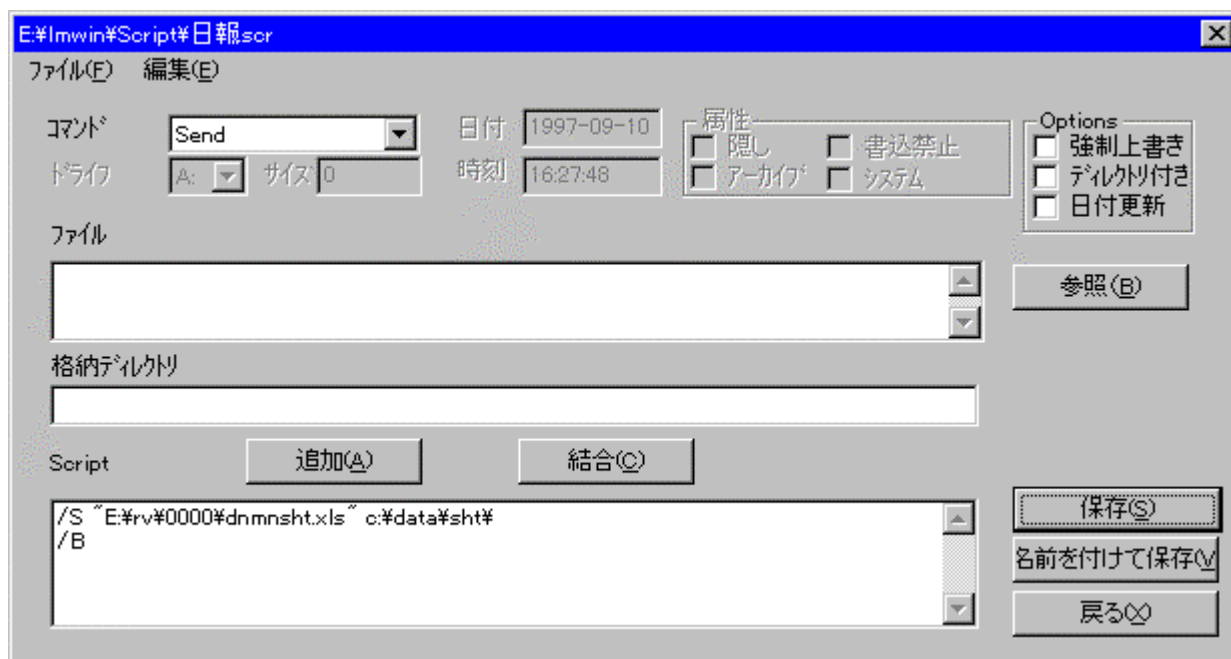 E:¥lmwin¥Script¥日報scr
ファイル(F) 編集(E)
コマンド Send 日付 1997-09-10 属性 Options
隠し 書込禁止 強制上書き
ドライブ A: サイズ 0 時刻 16:27:48 アーカイブ システム ディレクトリ付き
日付更新
ファイル
参照(B)
格納ディレクトリ
Script 追加(A) 結合(C)
/S "E:¥rv¥0000¥dnmnsht.xls" c:¥data¥sht¥
/B
保存(S)
名前を付けて保存(V
戻る(X)